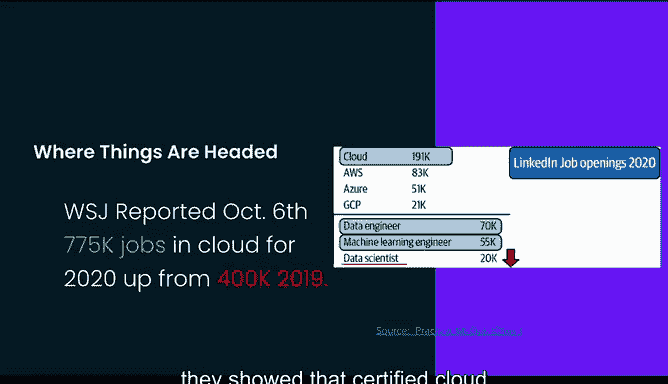 Where Things Are Headed
WSJ Reported Oct. 6th
775K jobs in cloud for
2020 up from 400K 2019.
LinkedIn Job openings 2020
Cloud 191K
AWS 83K
Azure 51K
GCP 21K
Data engineer 70K
Machine learning engineer 55K
Data scientist 20K
Source:
they showed that certified cloud